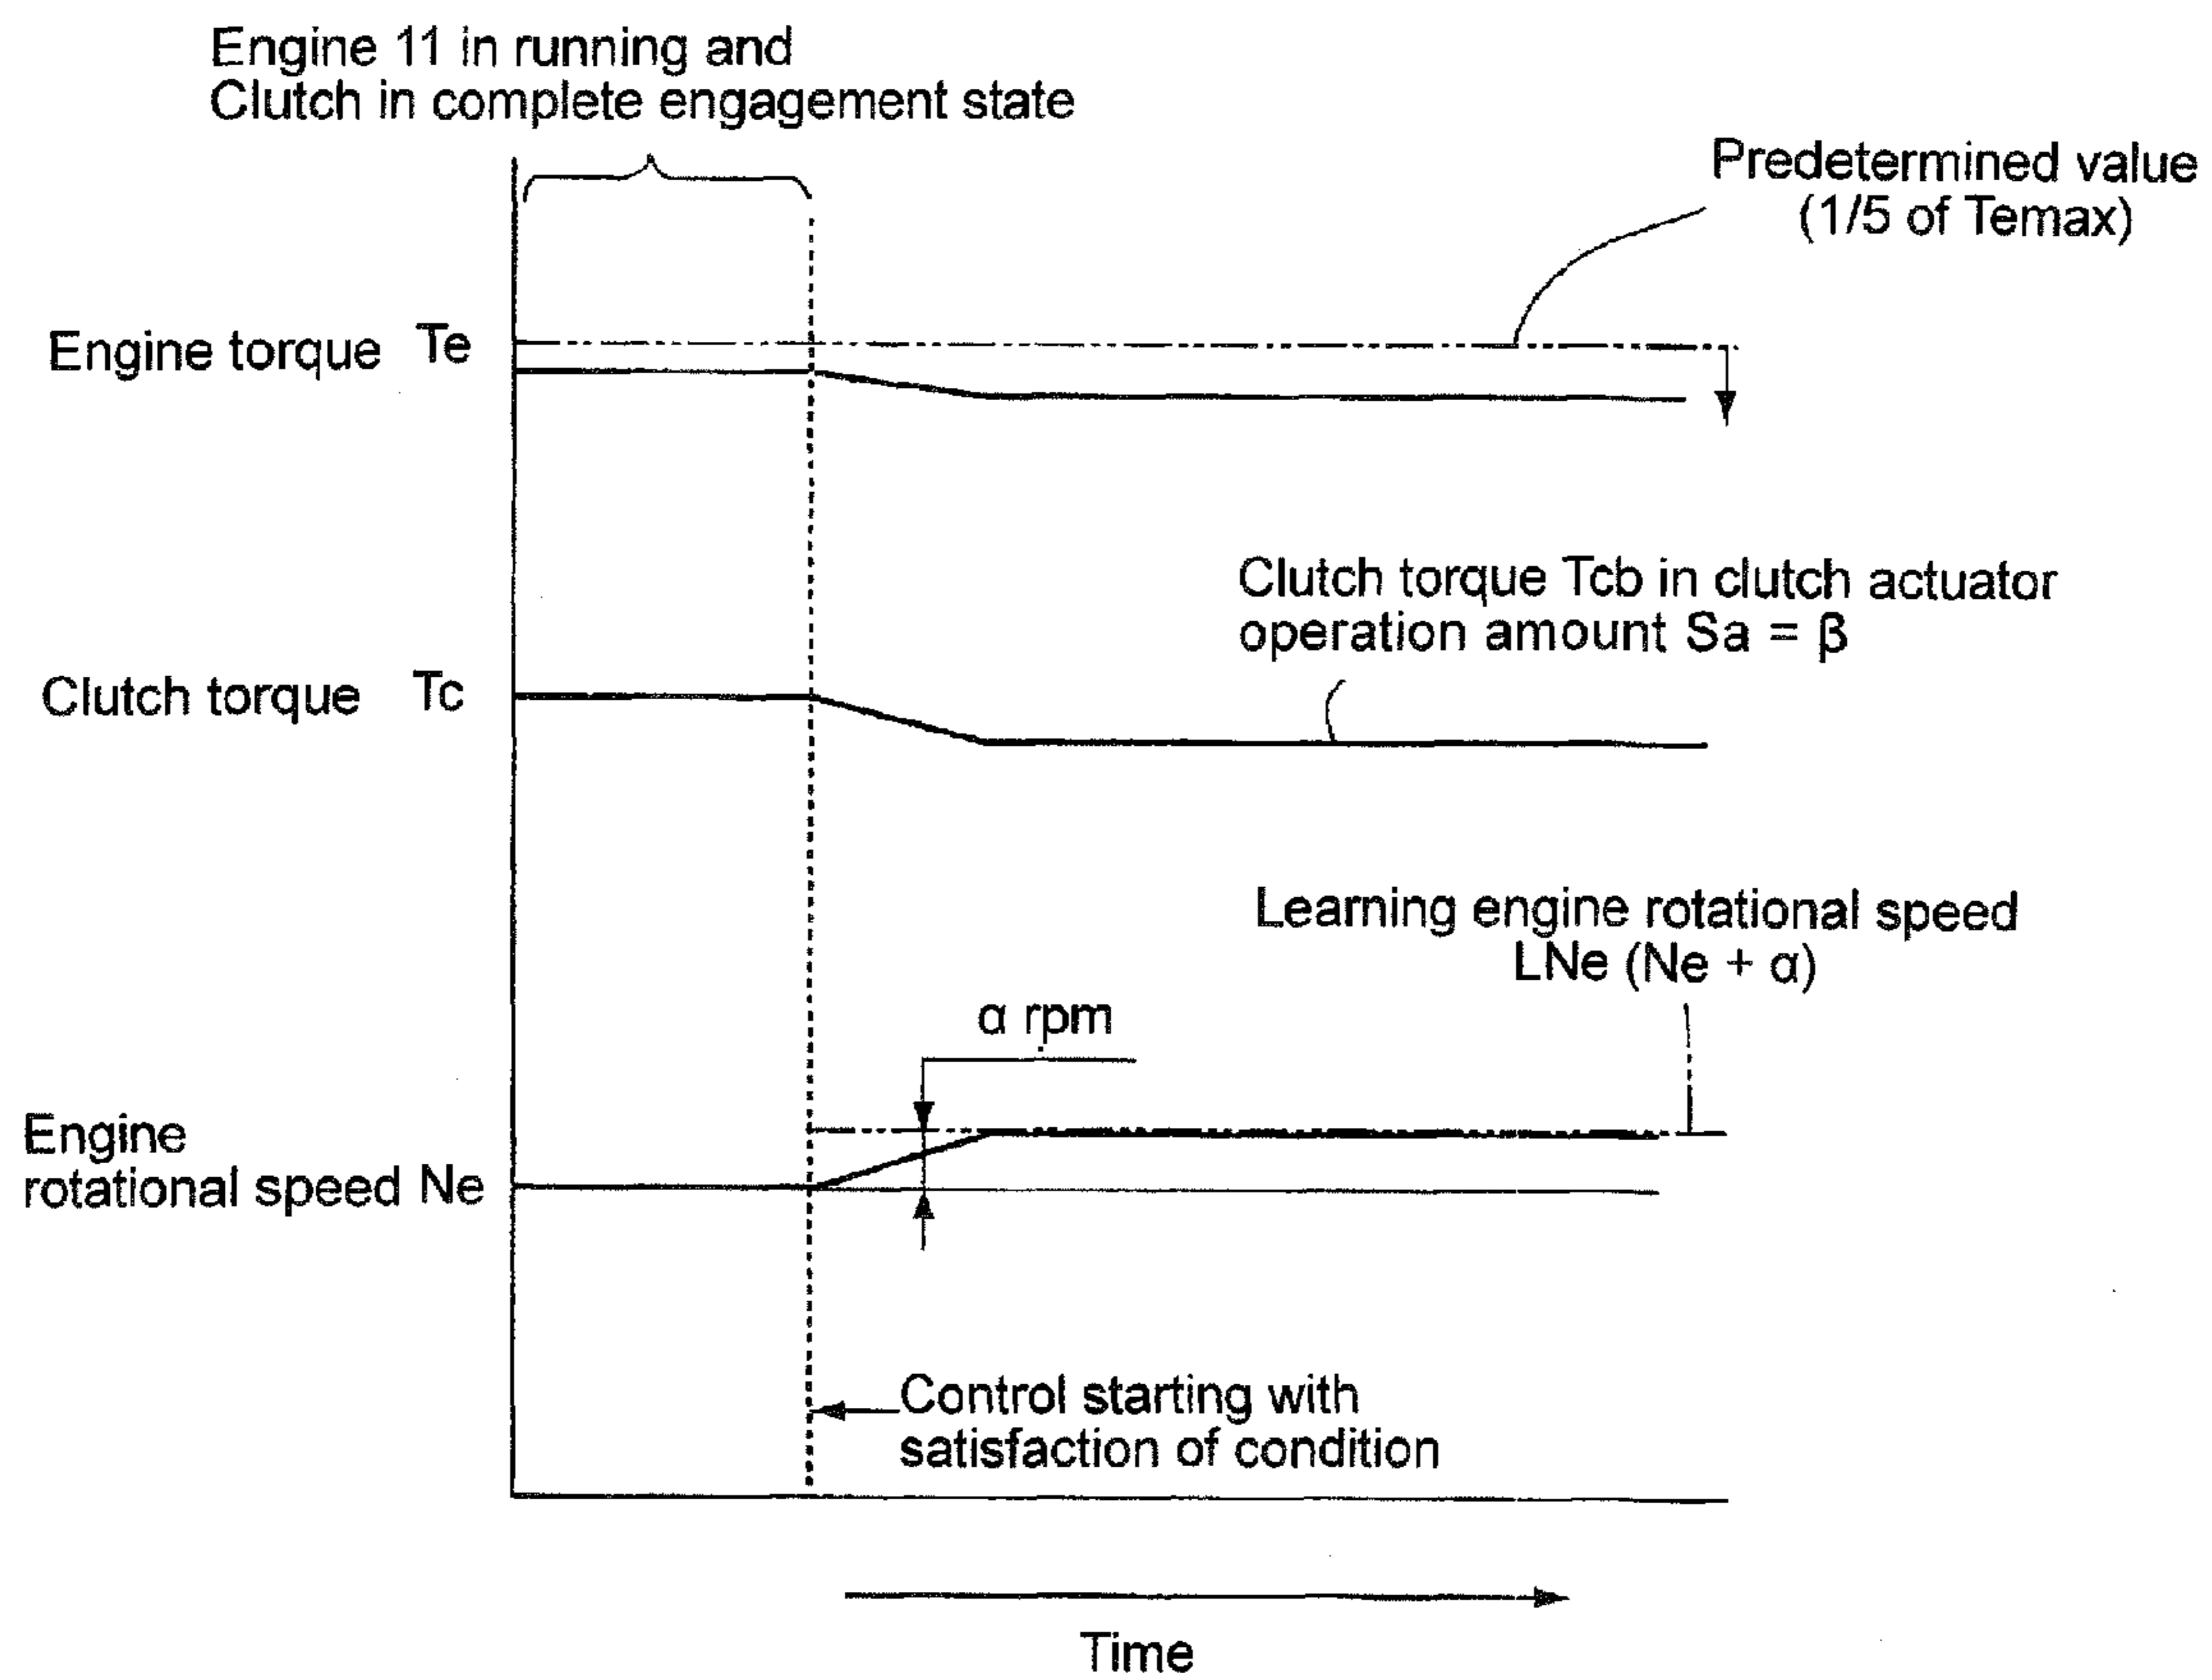 Engine 11 in running and
Clutch in complete engagement state
Predetermined value
(1/5 of Temax)
Engine torque Te
Clutch torque Tcb in clutch actuator
operation amount Sa = β
Clutch torque Tc
Learning engine rotational speed
LNe (Ne + α)
α rpm
Engine
rotational speed Ne
Control starting with
satisfaction of condition
Time